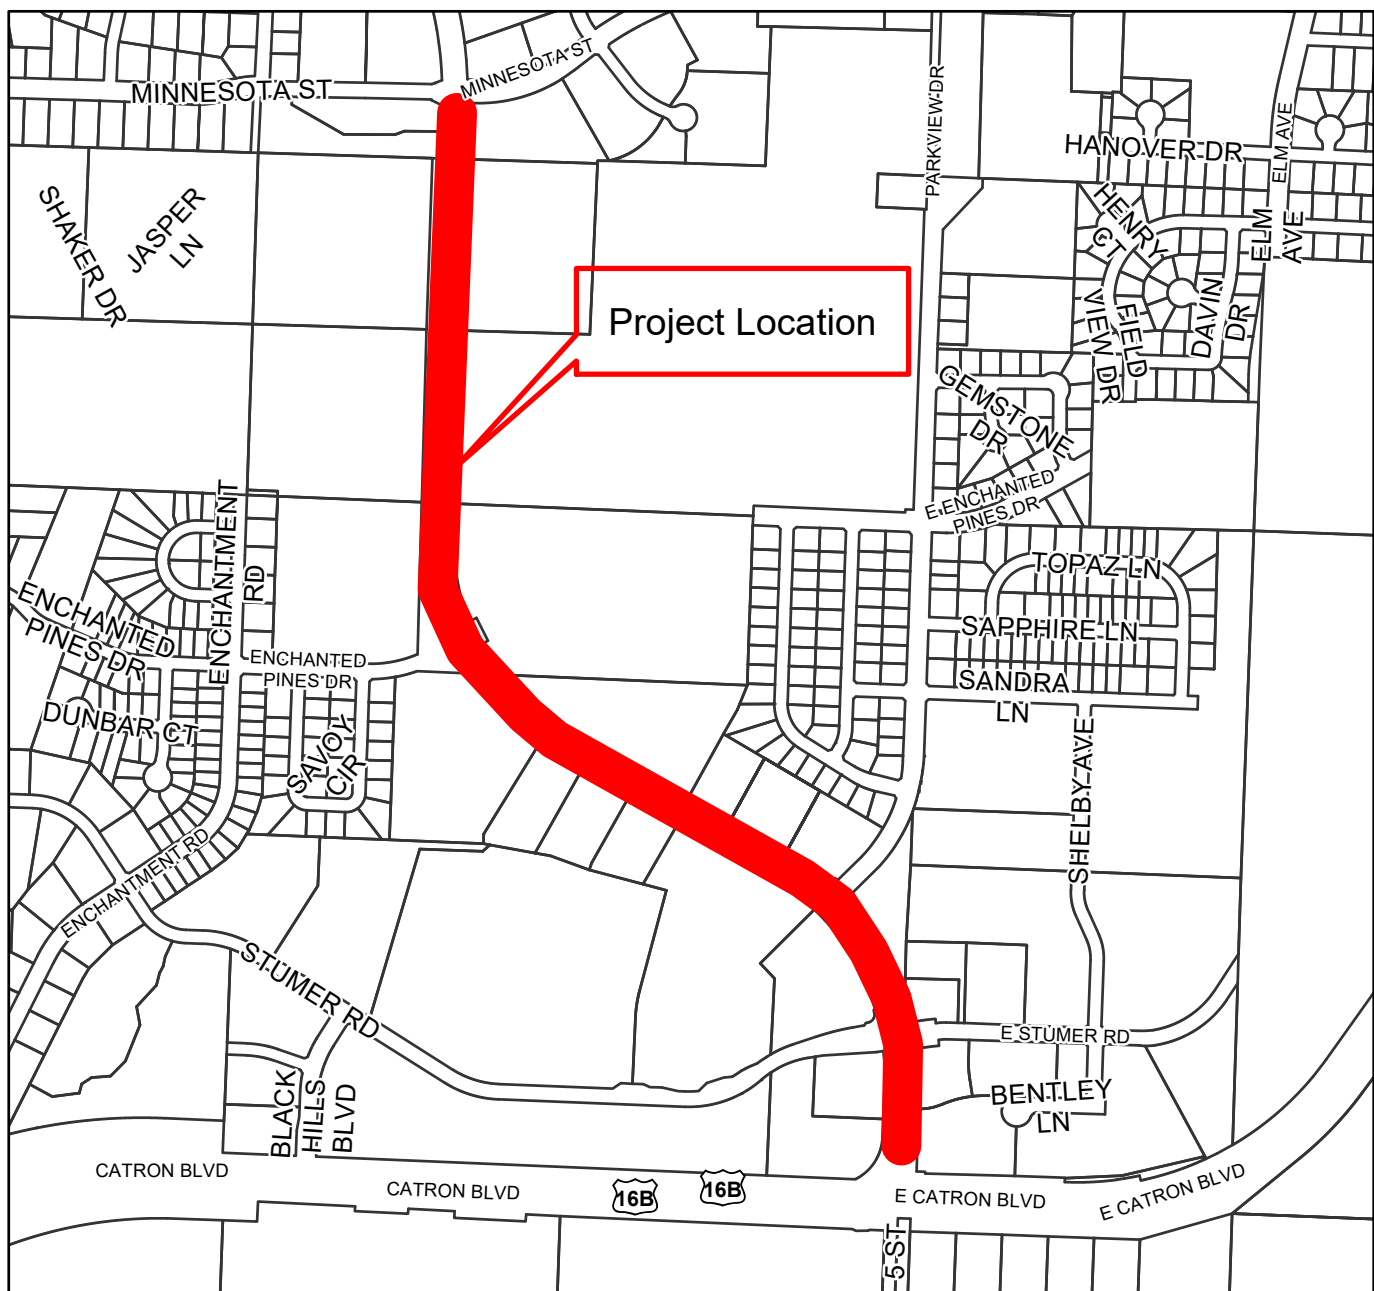 MINNESOTA ST
MINNESOTA ST
PARKVIEW DR
ELM AVE
HANOVER DR
SHAKER DR
JASPER
LN
HENRY
CT
ELM
AVE
Project Location
FIELD
VIEW DR
DAVIN
DR
GEMSTONE
DR
E ENCHANTED
PINES DR
ENCHANTMENT
RD
TOPAZ LN
ENCHANTED
PINES DR
SAPPHIRE LN
ENCHANTED
PINES DR
SANDRA
LN
DUNBAR CT
SAVOY
CIR
SHELBY AVE
ENCHANTMENT RD
STUMER RD
E STUMER RD
BLACK
HILLS
BLVD
BENTLEY
LN
CATRON BLVD
CATRON BLVD
16B
16B
E CATRON BLVD
E CATRON BLVD
5 ST